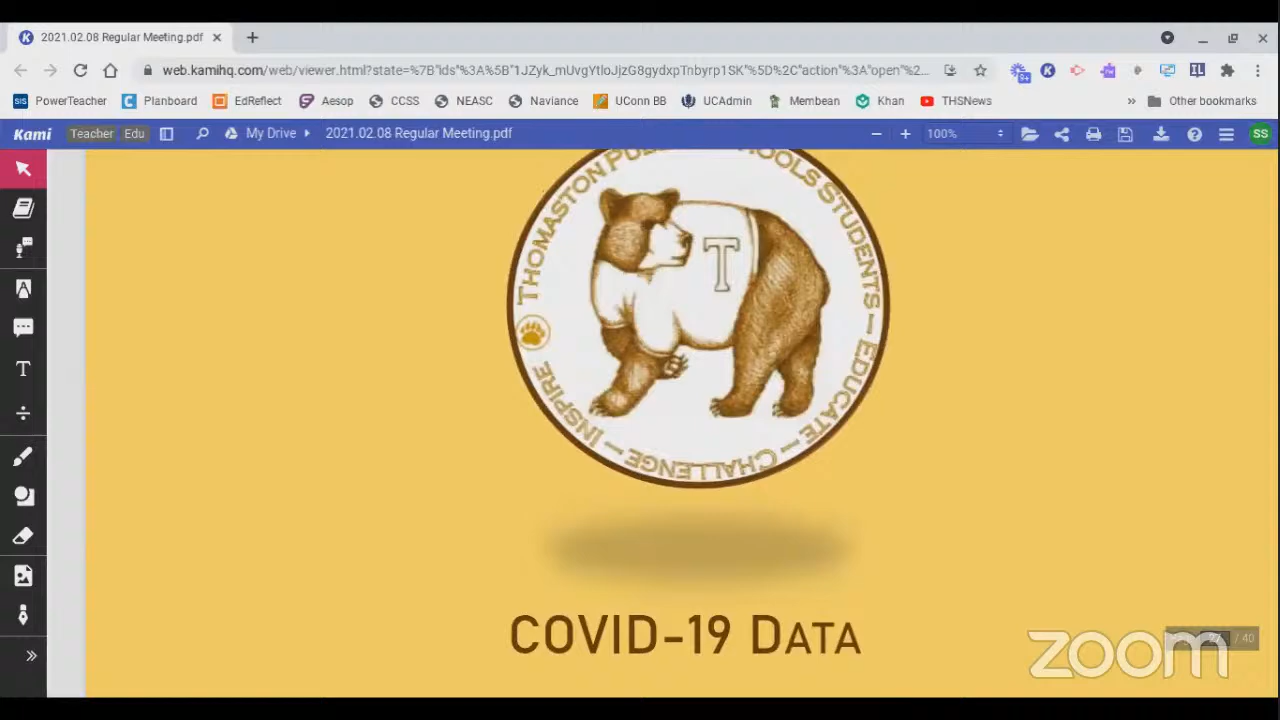 2021.02.08 Regular Meeting.pdf
web.kamihq.com/web/viewer.html?state=%7B"ids"%3A%5B"1JZyk_mUvgYtloJjzG8gydxpTnbyrp1SK"%5D%2C"action"%3A"open"%2...
PowerTeacher Planboard EdReflect Aesop CCSS NEASC Naviance UConn BB UCAdmin Membean Khan THSNews » Other bookmarks
Kami Teacher Edu My Drive 2021.02.08 Regular Meeting.pdf 100% SS
THOMASTON SCHOOLS STUDENTS – EDUCATE – CHALLENGE – INSPIRE
T
COVID-19 DATA
27 / 40
zoom